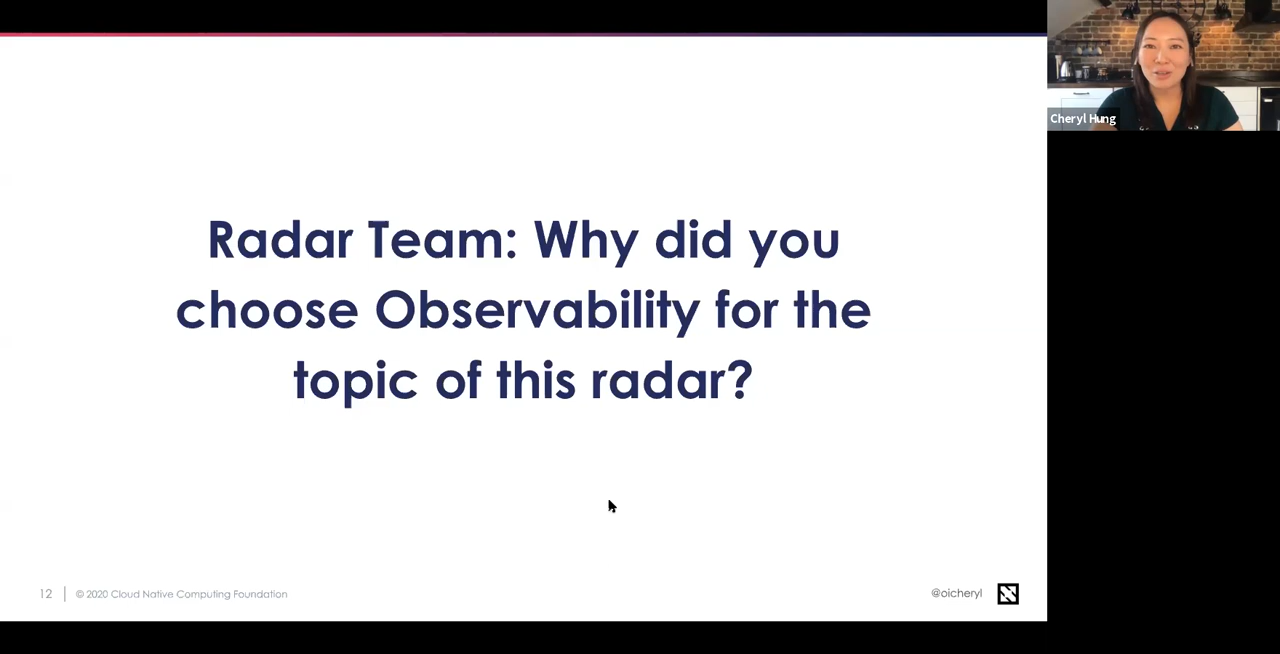 Cheryl Hung
Radar Team: Why did you
choose Observability for the
topic of this radar?
12
© 2020 Cloud Native Computing Foundation
@oicheryl